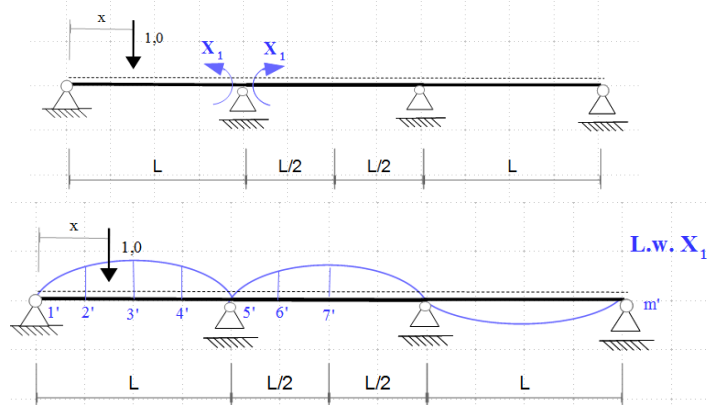 x
1,0
X1 X1
L L/2 L/2 L
x
1,0
L.w. X1
1' 2' 3' 4' 5' 6' 7' m'
L L/2 L/2 L